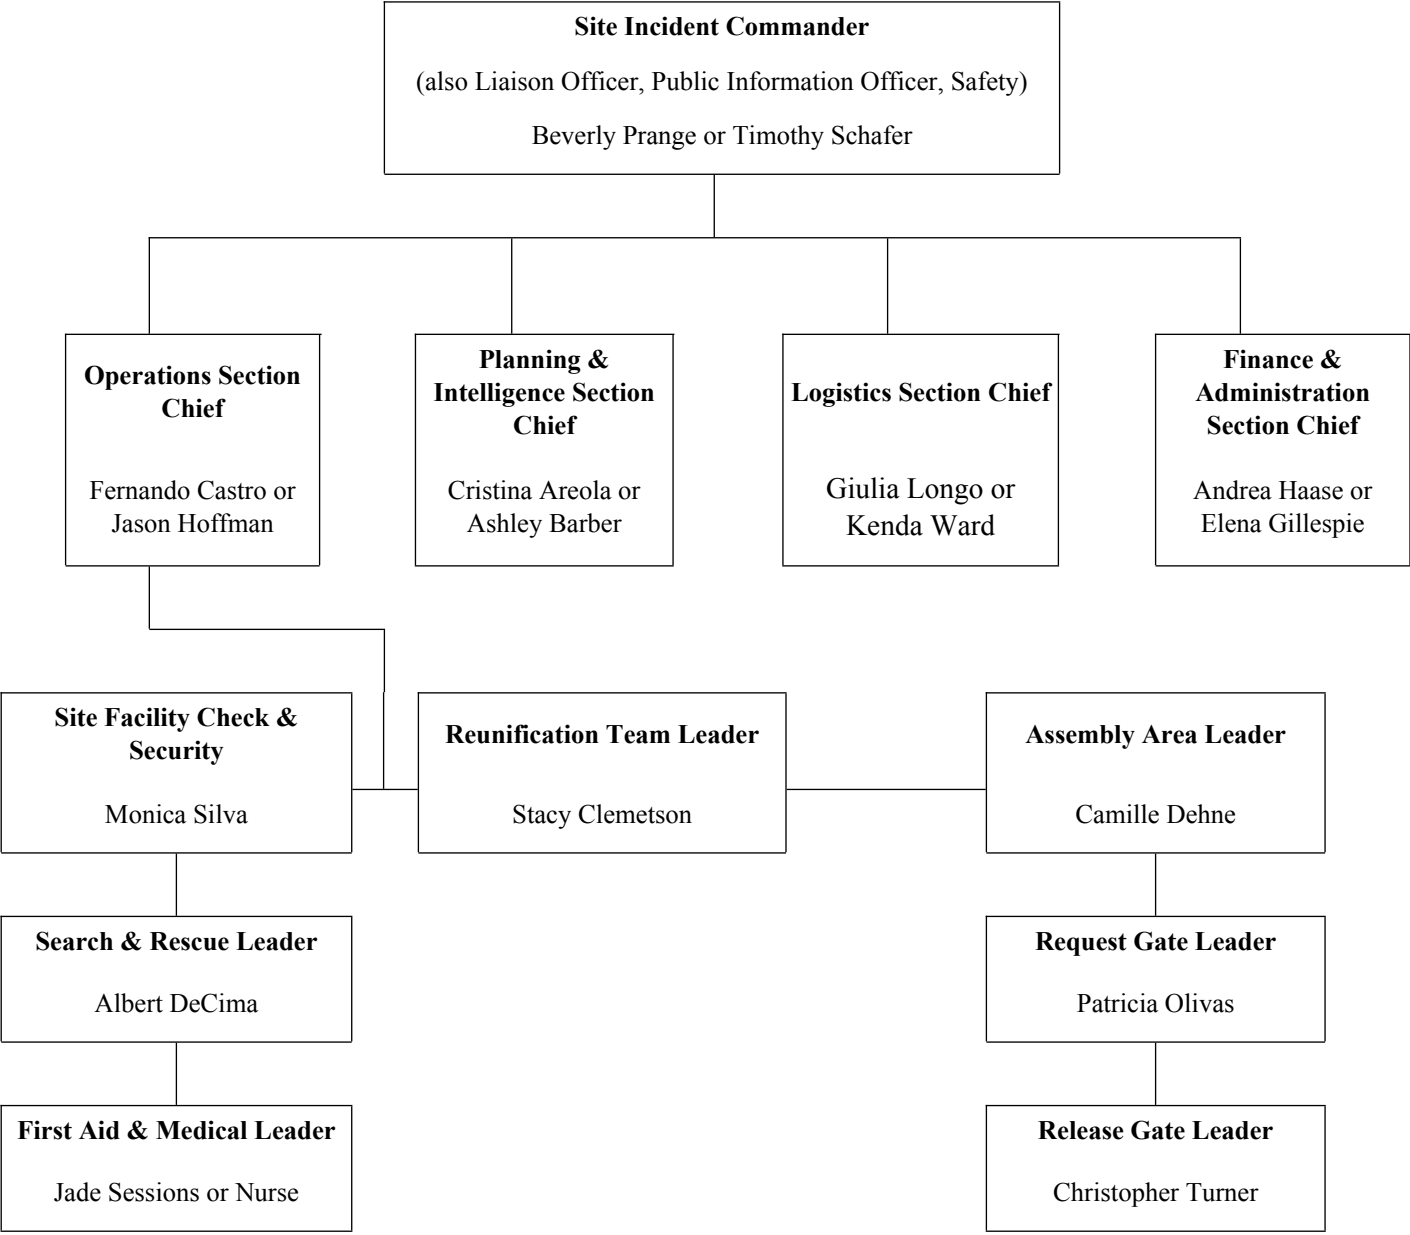 Site Incident Commander
(also Liaison Officer, Public Information Officer, Safety)
Beverly Prange or Timothy Schafer
Operations Section
Chief
Fernando Castro or
Jason Hoffman
Planning &
Intelligence Section
Chief
Cristina Areola or
Ashley Barber
Logistics Section Chief
Giulia Longo or
Kenda Ward
Finance &
Administration
Section Chief
Andrea Haase or
Elena Gillespie
Site Facility Check &
Security
Monica Silva
Reunification Team Leader
Stacy Clemetson
Assembly Area Leader
Camille Dehne
Search & Rescue Leader
Albert DeCima
Request Gate Leader
Patricia Olivas
First Aid & Medical Leader
Jade Sessions or Nurse
Release Gate Leader
Christopher Turner